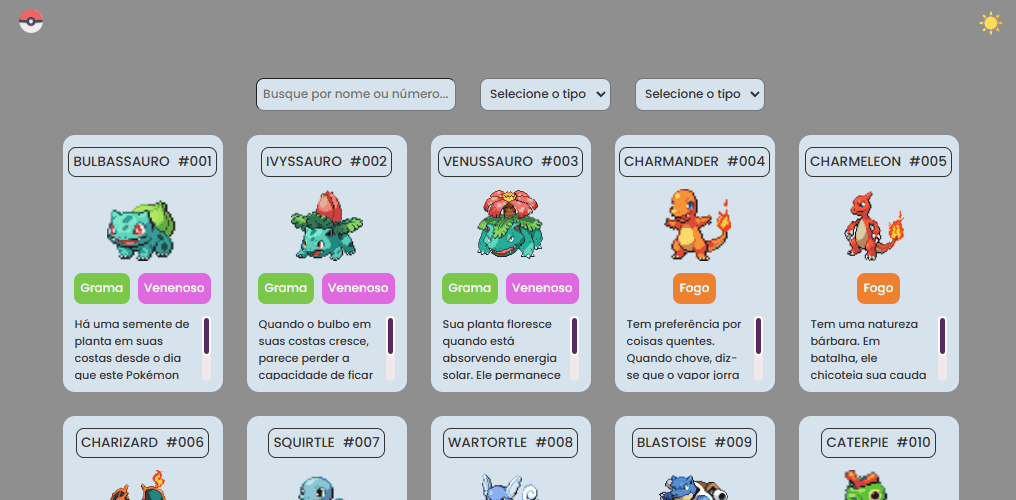 Busque por nome ou número... Selecione o tipo Selecione o tipo
BULBASSAURO #001
Grama Venenoso
Há uma semente de
planta em suas
costas desde o dia
que este Pokémon
IVYSSAURO #002
Grama Venenoso
Quando o bulbo em
suas costas cresce,
parece perder a
capacidade de ficar
VENUSSAURO #003
Grama Venenoso
Sua planta floresce
quando está
absorvendo energia
solar. Ele permanece
CHARMANDER #004
Fogo
Tem preferência por
coisas quentes.
Quando chove, diz-
se que o vapor jorra
CHARMELEON #005
Fogo
Tem uma natureza
bárbara. Em
batalha, ele
chicoteia sua cauda
CHARIZARD #006
SQUIRTLE #007
WARTORTLE #008
BLASTOISE #009
CATERPIE #010